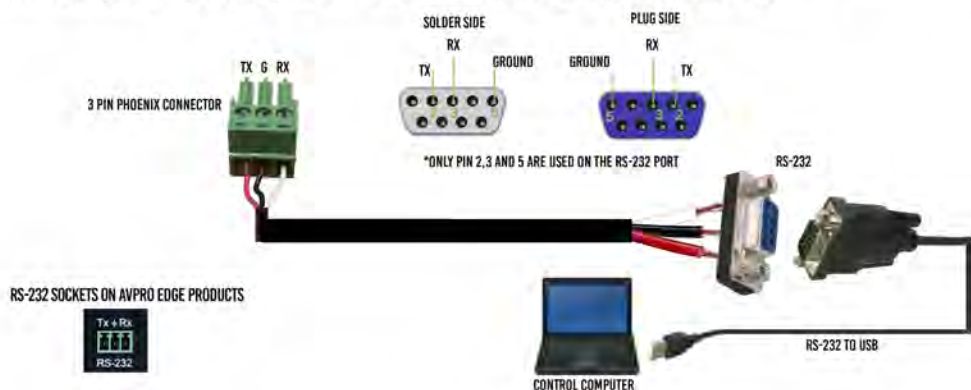 SOLDER SIDE
PLUG SIDE
TX G RX
TX
RX
GROUND
GROUND
RX
TX
3 PIN PHOENIX CONNECTOR
3
5
5
3
2
*ONLY PIN 2,3 AND 5 ARE USED ON THE RS-232 PORT
RS-232
RS-232 SOCKETS ON AVPRO EDGE PRODUCTS
Tx + Rx
RS-232
RS-232 TO USB
CONTROL COMPUTER